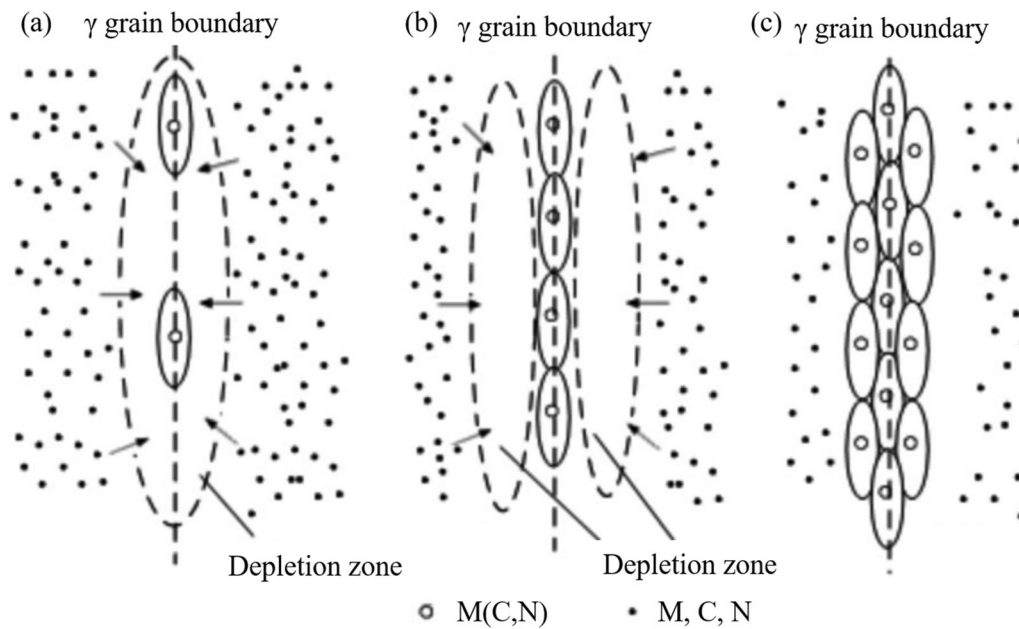 (a) γ grain boundary
(b) γ grain boundary
(c) γ grain boundary
Depletion zone
Depletion zone
M(C,N)
M, C, N